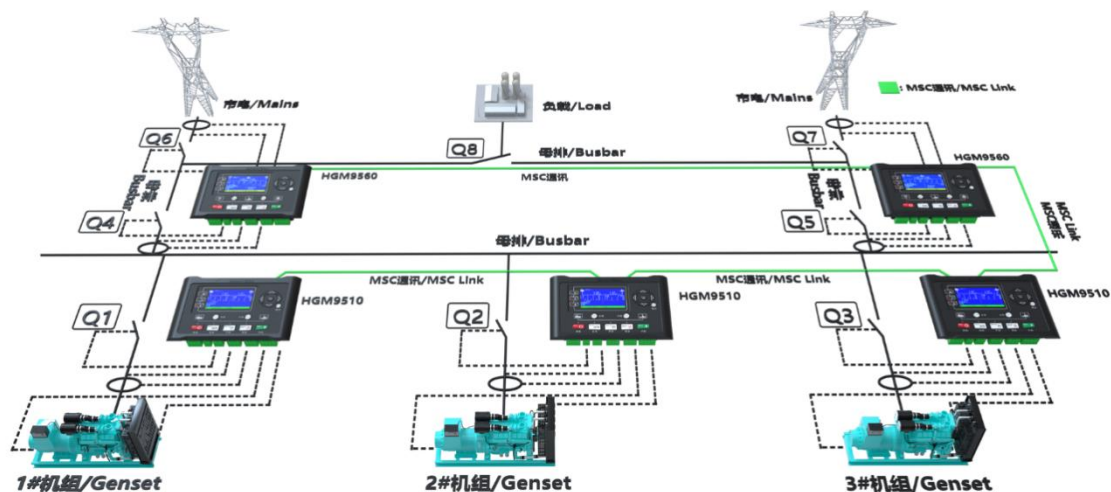 市电/Mains
负载/Load
市电/Mains
: MSC通讯/MSC Link
Q6
Q8
母排/Busbar
Q7
HGM9560
MSC通讯
HGM9560
母排
Busbar
母排
Busbar
Q4
Q5
MSC Link
MSC通讯
母排/Busbar
MSC通讯/MSC Link
MSC通讯/MSC Link
HGM9510
HGM9510
HGM9510
Q1
Q2
Q3
1#机组/Genset
2#机组/Genset
3#机组/Genset